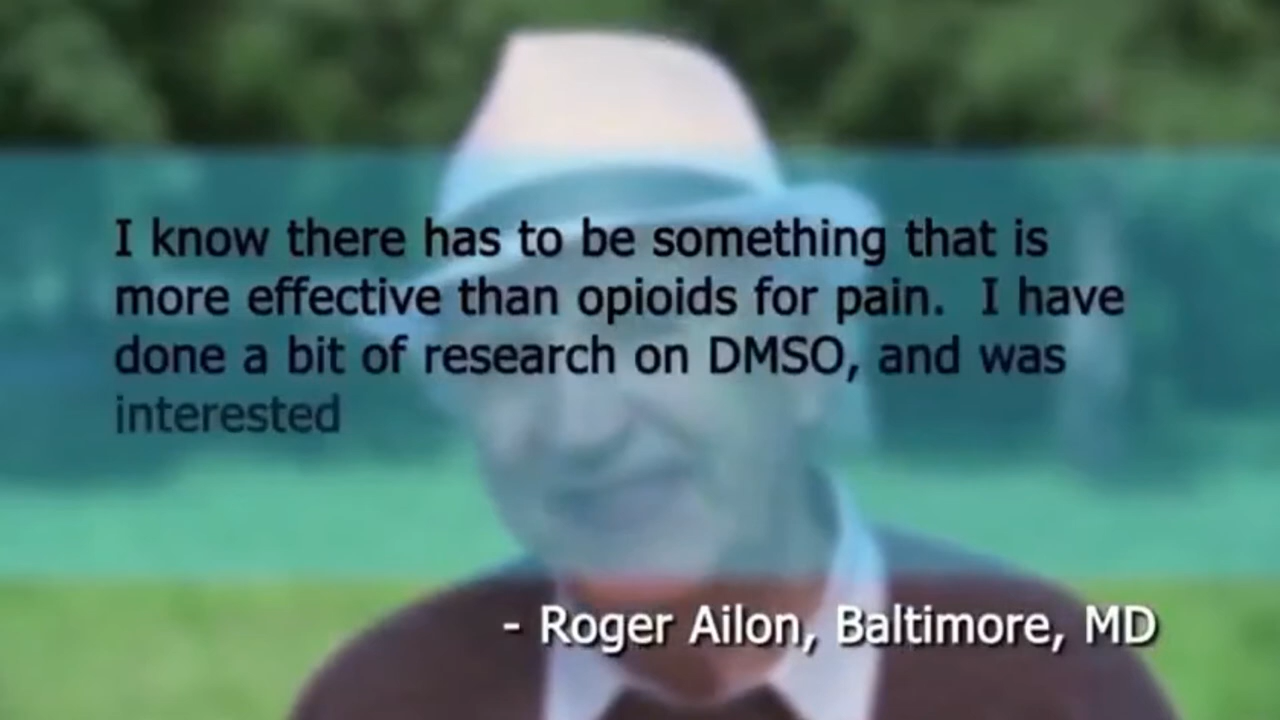 I know there has to be something that is
more effective than opioids for pain.  I have
done a bit of research on DMSO, and was
interested
- Roger Ailon, Baltimore, MD